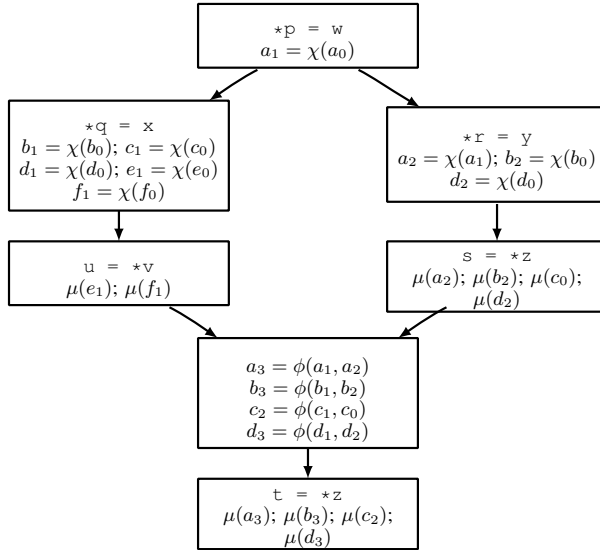 *p = w
a₁ = χ(a₀)
*q = x
b₁ = χ(b₀); c₁ = χ(c₀)
d₁ = χ(d₀); e₁ = χ(e₀)
f₁ = χ(f₀)
*r = y
a₂ = χ(a₁); b₂ = χ(b₀)
d₂ = χ(d₀)
u = *v
μ(e₁); μ(f₁)
s = *z
μ(a₂); μ(b₂); μ(c₀);
μ(d₂)
a₃ = ϕ(a₁, a₂)
b₃ = ϕ(b₁, b₂)
c₂ = ϕ(c₁, c₀)
d₃ = ϕ(d₁, d₂)
t = *z
μ(a₃); μ(b₃); μ(c₂);
μ(d₃)